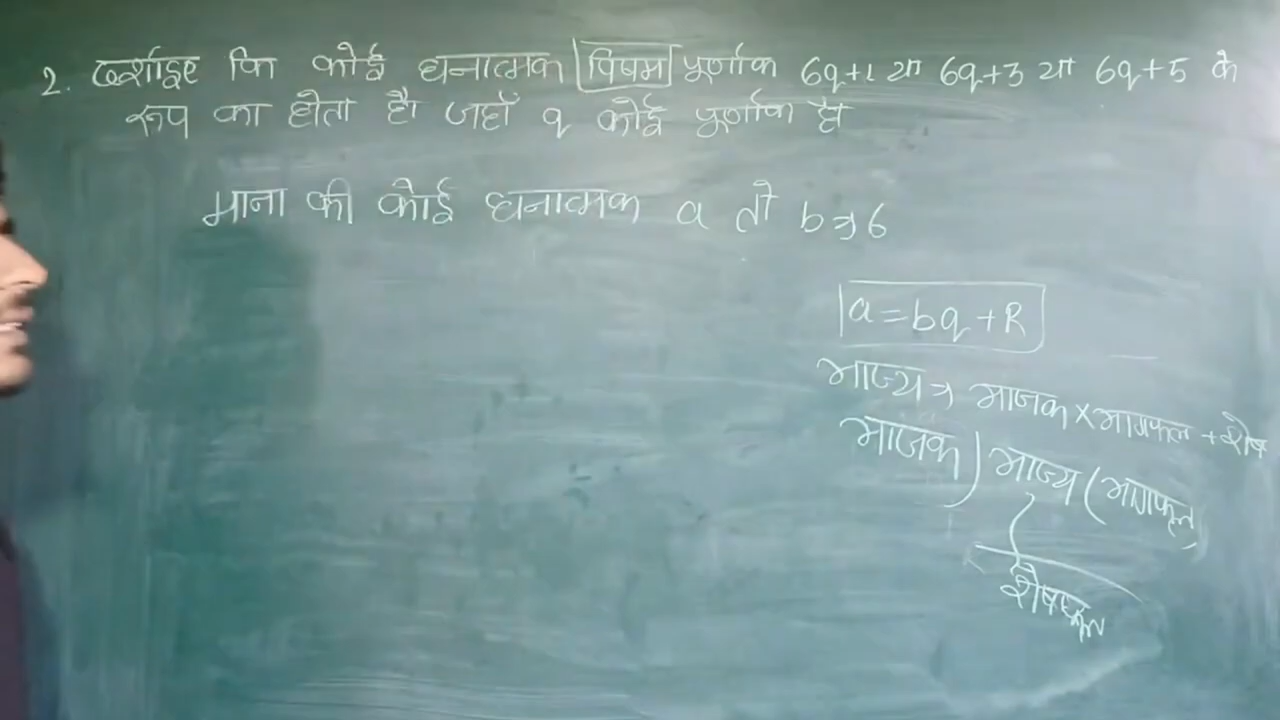 2. दर्शाइए कि कोई धनात्मक विषम पूर्णांक 6q+1 या 6q+3 या 6q+5 के
रूप का होता है। जहाँ q कोई पूर्णांक है
माना की कोई धनात्मक a तो b → 6
a = bq + R
भाज्य → भाजक × भागफल + शेष
भाजक ) भाज्य ( भागफल
शेषफल